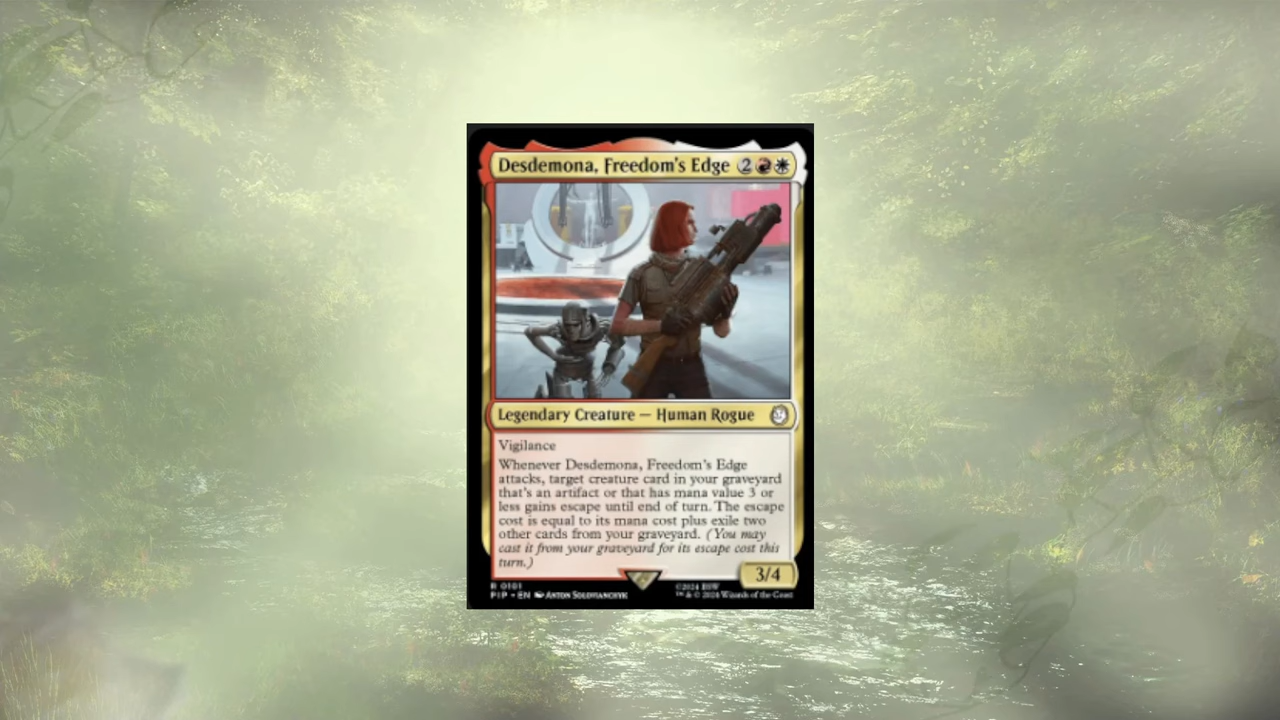 Desdemona, Freedom's Edge 2
Legendary Creature — Human Rogue
Vigilance
Whenever Desdemona, Freedom's Edge
attacks, target creature card in your graveyard
that's an artifact or that has mana value 3 or
less gains escape until end of turn. The escape
cost is equal to its mana cost plus exile two
other cards from your graveyard. (You may
cast it from your graveyard for its escape cost this
turn.)
3/4
R 0101
PIP • EN Anton Solovianchyk
™ & © 2024 Wizards of the Coast